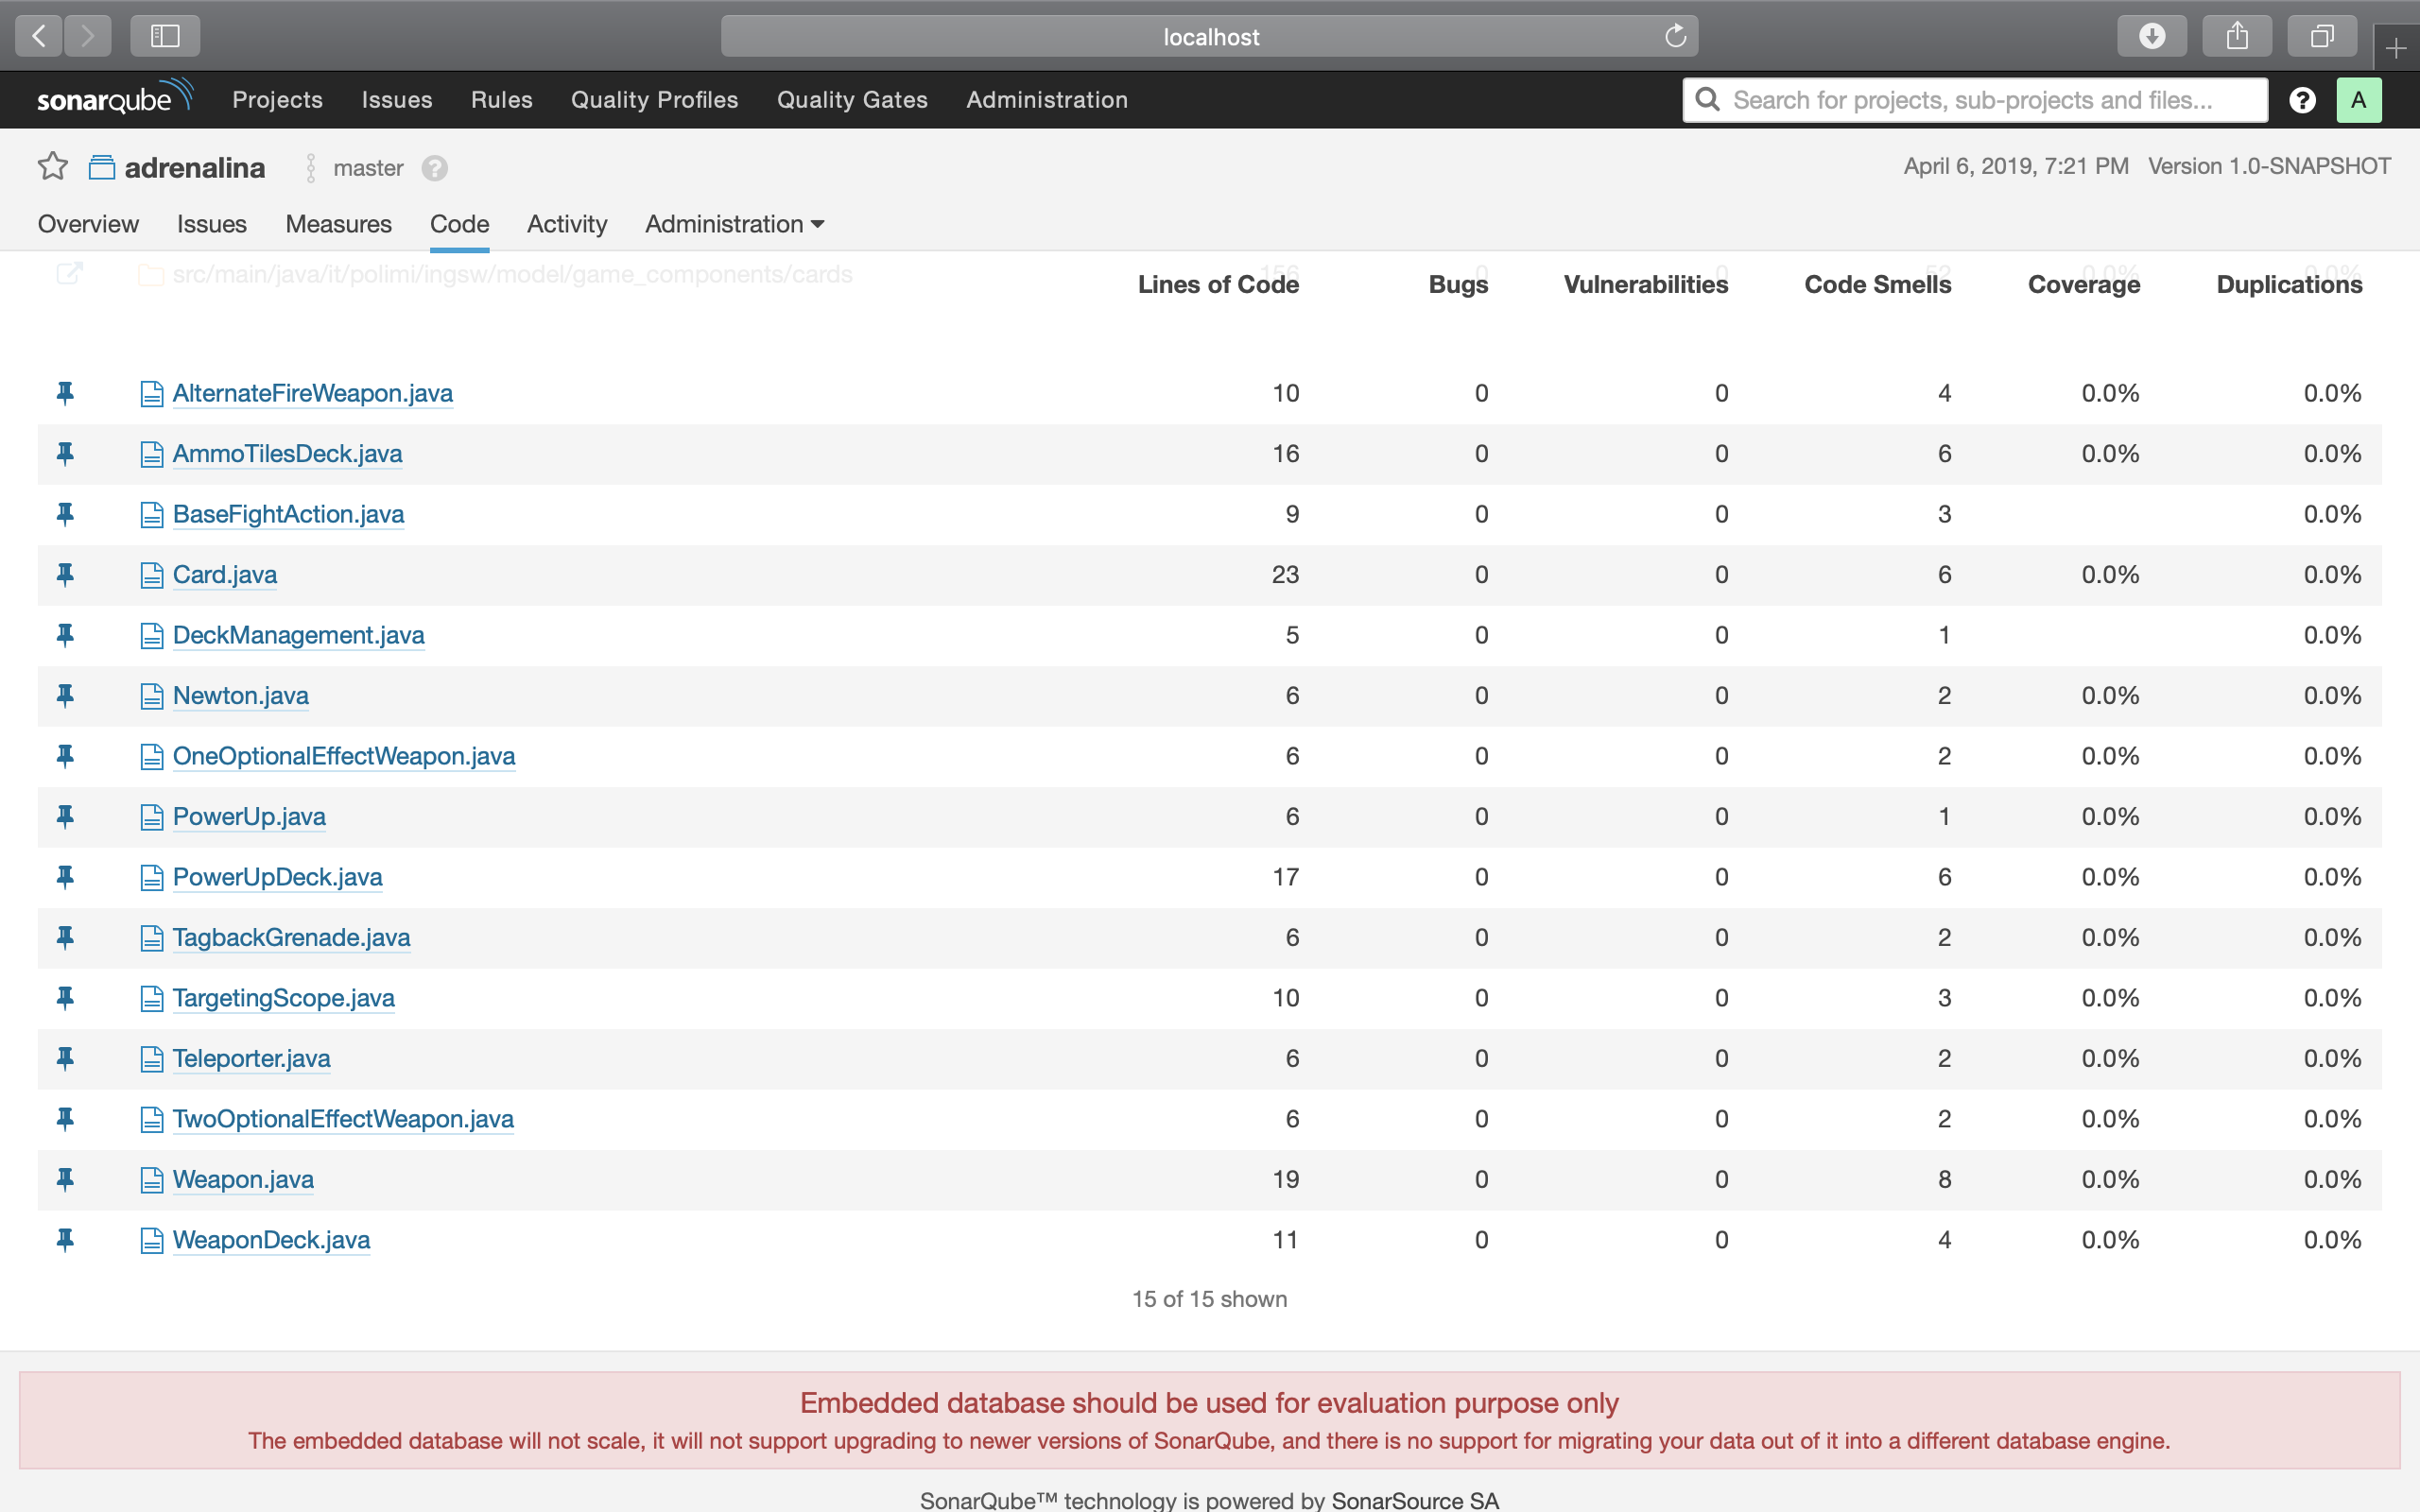 localhost
sonarqube Projects Issues Rules Quality Profiles Quality Gates Administration Search for projects, sub-projects and files... ? A
adrenalina master ? April 6, 2019, 7:21 PM Version 1.0-SNAPSHOT
Overview Issues Measures Code Activity Administration
src/main/java/it/polimi/ingsw/model/game_components/cards 156 0 0 52 0.0% 0.0%
Lines of Code Bugs Vulnerabilities Code Smells Coverage Duplications
AlternateFireWeapon.java 10 0 0 4 0.0% 0.0%
AmmoTilesDeck.java 16 0 0 6 0.0% 0.0%
BaseFightAction.java 9 0 0 3 0.0%
Card.java 23 0 0 6 0.0% 0.0%
DeckManagement.java 5 0 0 1 0.0%
Newton.java 6 0 0 2 0.0% 0.0%
OneOptionalEffectWeapon.java 6 0 0 2 0.0% 0.0%
PowerUp.java 6 0 0 1 0.0% 0.0%
PowerUpDeck.java 17 0 0 6 0.0% 0.0%
TagbackGrenade.java 6 0 0 2 0.0% 0.0%
TargetingScope.java 10 0 0 3 0.0% 0.0%
Teleporter.java 6 0 0 2 0.0% 0.0%
TwoOptionalEffectWeapon.java 6 0 0 2 0.0% 0.0%
Weapon.java 19 0 0 8 0.0% 0.0%
WeaponDeck.java 11 0 0 4 0.0% 0.0%
15 of 15 shown
Embedded database should be used for evaluation purpose only
The embedded database will not scale, it will not support upgrading to newer versions of SonarQube, and there is no support for migrating your data out of it into a different database engine.
SonarQube™ technology is powered by SonarSource SA